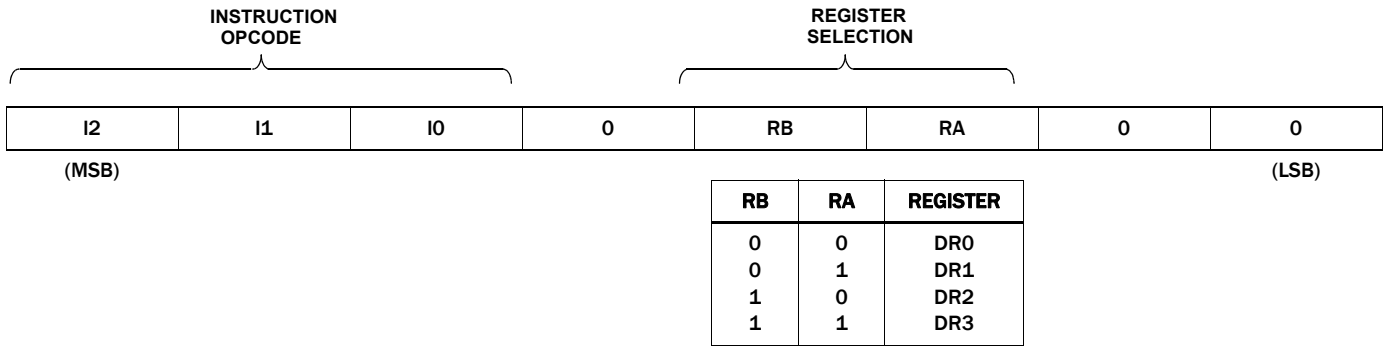 INSTRUCTION
OPCODE
REGISTER
SELECTION
I2 I1 I0 0 RB RA 0 0
(MSB) (LSB)
RB RA REGISTER
0 0 DR0
0 1 DR1
1 0 DR2
1 1 DR3